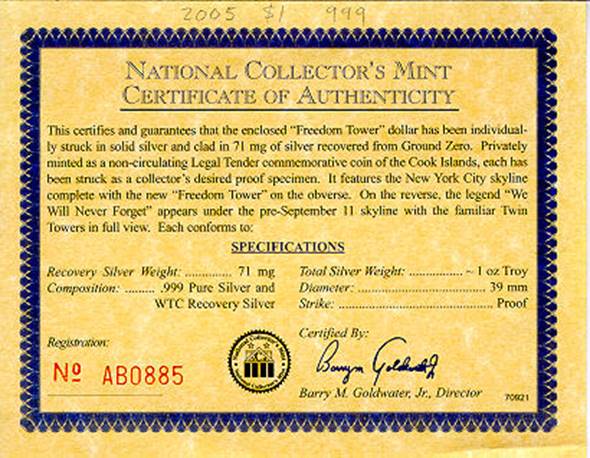 2005 $1 999
NATIONAL COLLECTOR'S MINT
CERTIFICATE OF AUTHENTICITY
This certifies and guarantees that the enclosed “Freedom Tower” dollar has been individual-
ly struck in solid silver and clad in 71 mg of silver recovered from Ground Zero. Privately
minted as a non-circulating Legal Tender commemorative coin of the Cook Islands, each has
been struck as a collector's desired proof specimen. It features the New York City skyline
complete with the new “Freedom Tower” on the obverse. On the reverse, the legend “We
Will Never Forget” appears under the pre-September 11 skyline with the familiar Twin
Towers in full view. Each conforms to:
SPECIFICATIONS
Recovery Silver Weight: ............. 71 mg
Composition: ........ .999 Pure Silver and
WTC Recovery Silver
Total Silver Weight: ............... ~ 1 oz Troy
Diameter: .................................... 39 mm
Strike: ........................................... Proof
Registration:
Nº AB0885
Certified By:
Barry M. Goldwater, Jr., Director
70921